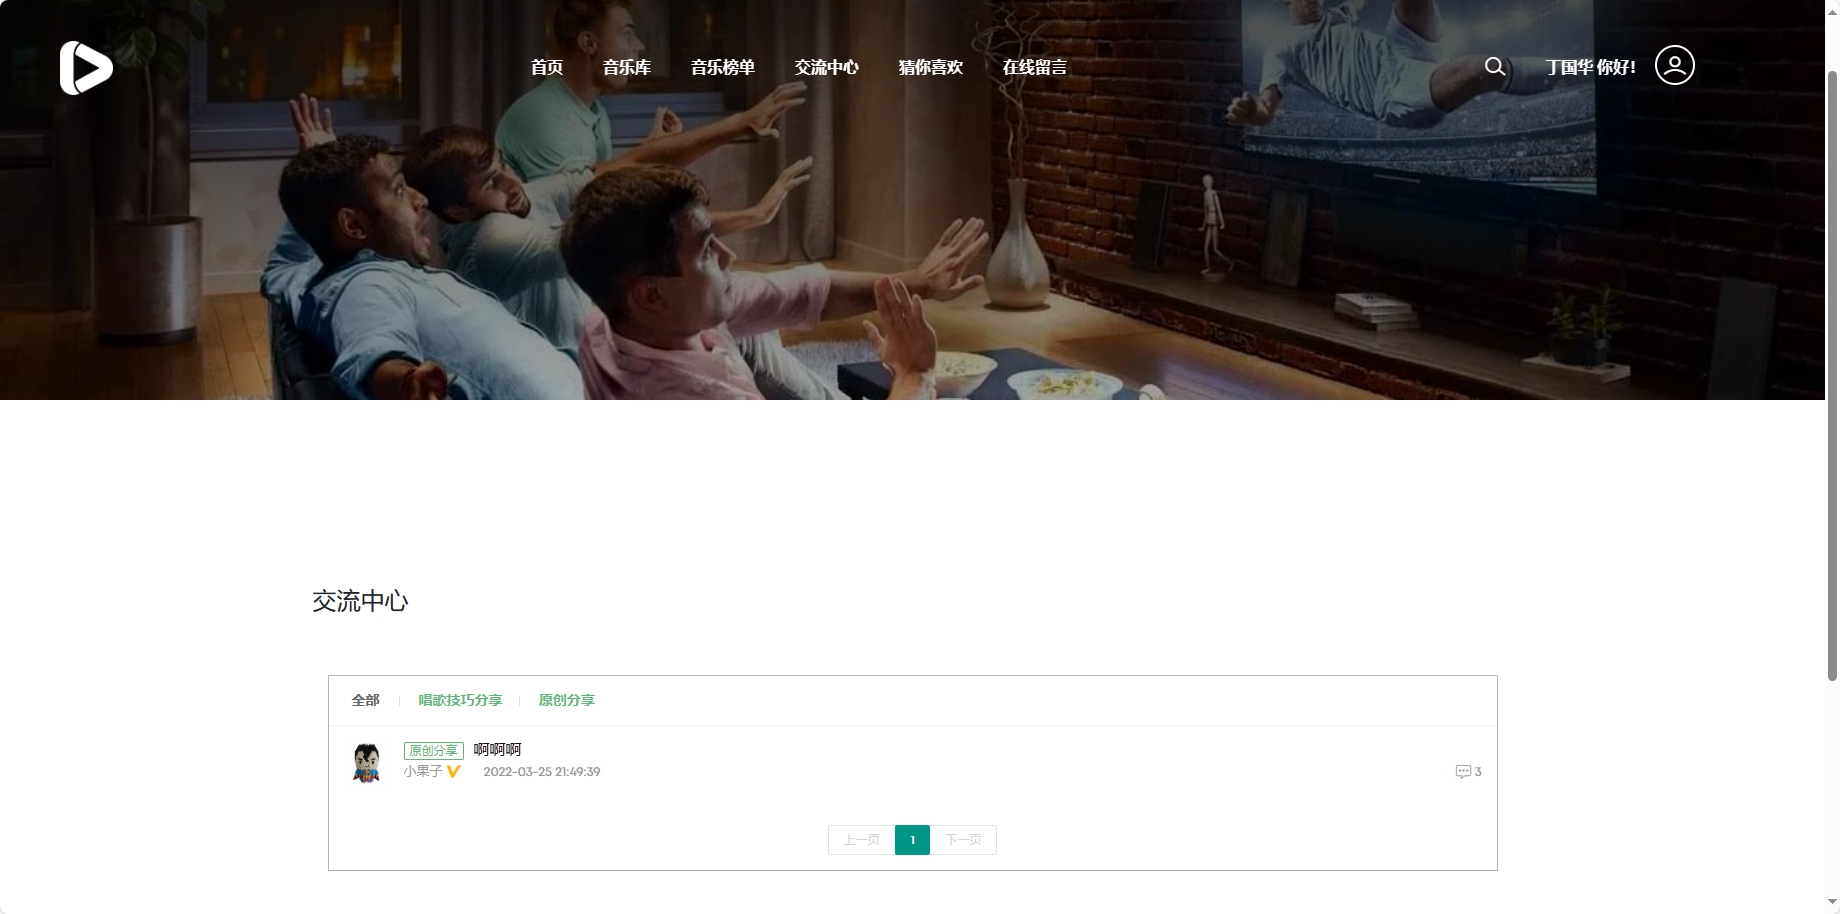 首页 音乐库 音乐榜单 交流中心 猜你喜欢 在线留言 丁国华 你好!
交流中心
全部 唱歌技巧分享 原创分享
原创分享 啊啊啊
小果子 2022-03-25 21:49:39 3
上一页 1 下一页